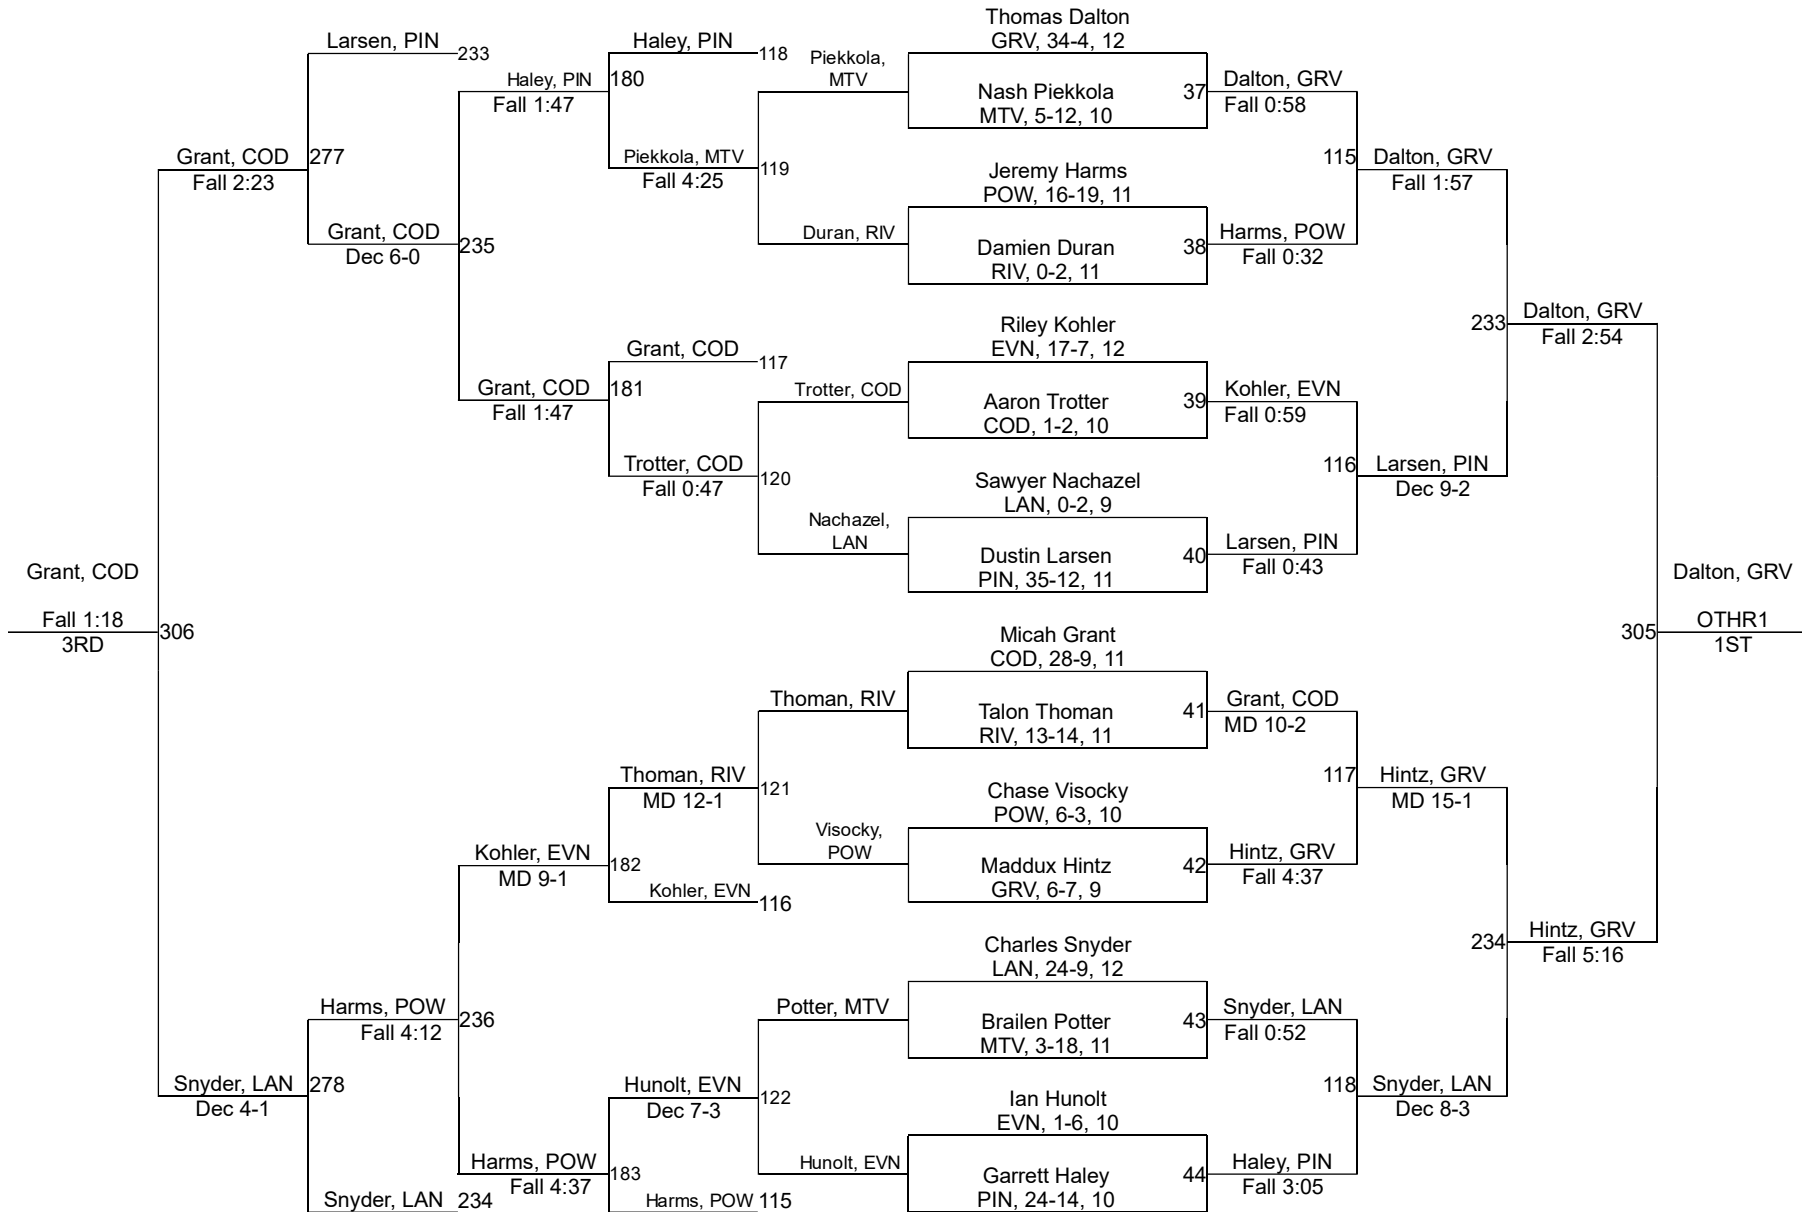 Thomas Dalton
GRV, 34-4, 12
Nash Piekkola
MTV, 5-12, 10
37
Jeremy Harms
POW, 16-19, 11
Damien Duran
RIV, 0-2, 11
38
Riley Kohler
EVN, 17-7, 12
Aaron Trotter
COD, 1-2, 10
39
Sawyer Nachazel
LAN, 0-2, 9
Dustin Larsen
PIN, 35-12, 11
40
Micah Grant
COD, 28-9, 11
Talon Thoman
RIV, 13-14, 11
41
Chase Visocky
POW, 6-3, 10
Maddux Hintz
GRV, 6-7, 9
42
Charles Snyder
LAN, 24-9, 12
Brailen Potter
MTV, 3-18, 11
43
Ian Hunolt
EVN, 1-6, 10
Garrett Haley
PIN, 24-14, 10
44
Dalton, GRV
Fall 0:58
Harms, POW
Fall 0:32
Kohler, EVN
Fall 0:59
Larsen, PIN
Fall 0:43
Grant, COD
MD 10-2
Hintz, GRV
Fall 4:37
Snyder, LAN
Fall 0:52
Haley, PIN
Fall 3:05
115
Dalton, GRV
Fall 1:57
116
Larsen, PIN
Dec 9-2
117
Hintz, GRV
MD 15-1
118
Snyder, LAN
Dec 8-3
233
Dalton, GRV
Fall 2:54
234
Hintz, GRV
Fall 5:16
305
Dalton, GRV
OTHR1
1ST
Piekkola,
MTV
Duran, RIV
Trotter, COD
Nachazel,
LAN
Thoman, RIV
Visocky,
POW
Potter, MTV
Hunolt, EVN
Haley, PIN
118
Piekkola, MTV
Fall 4:25
119
Grant, COD
117
Trotter, COD
Fall 0:47
120
Thoman, RIV
MD 12-1
121
Kohler, EVN
116
Hunolt, EVN
Dec 7-3
122
Harms, POW
115
Haley, PIN
Fall 1:47
180
Grant, COD
Fall 1:47
181
Kohler, EVN
MD 9-1
182
Harms, POW
Fall 4:37
183
Larsen, PIN
233
Grant, COD
Dec 6-0
235
Harms, POW
Fall 4:12
236
Snyder, LAN
234
Grant, COD
Fall 2:23
277
Snyder, LAN
Dec 4-1
278
Grant, COD
Fall 1:18
3RD
306